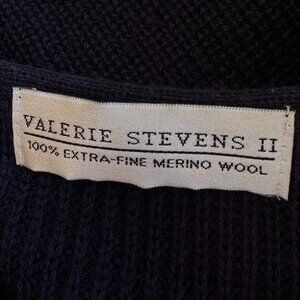 VALERIE STEVENS II
100% EXTRA-FINE MERINO WOOL